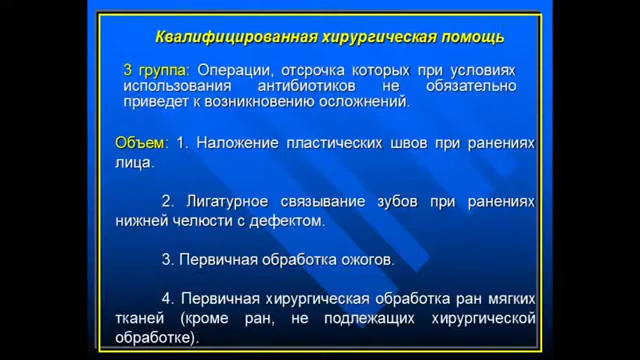 Квалифицированная хирургическая помощь
3 группа: Операции, отсрочка которых при условиях
использования антибиотиков не обязательно
приведет к возникновению осложнений.
Объем: 1. Наложение пластических швов при ранениях
лица.
2. Лигатурное связывание зубов при ранениях
нижней челюсти с дефектом.
3. Первичная обработка ожогов.
4. Первичная хирургическая обработка ран мягких
тканей (кроме ран, не подлежащих хирургической
обработке).